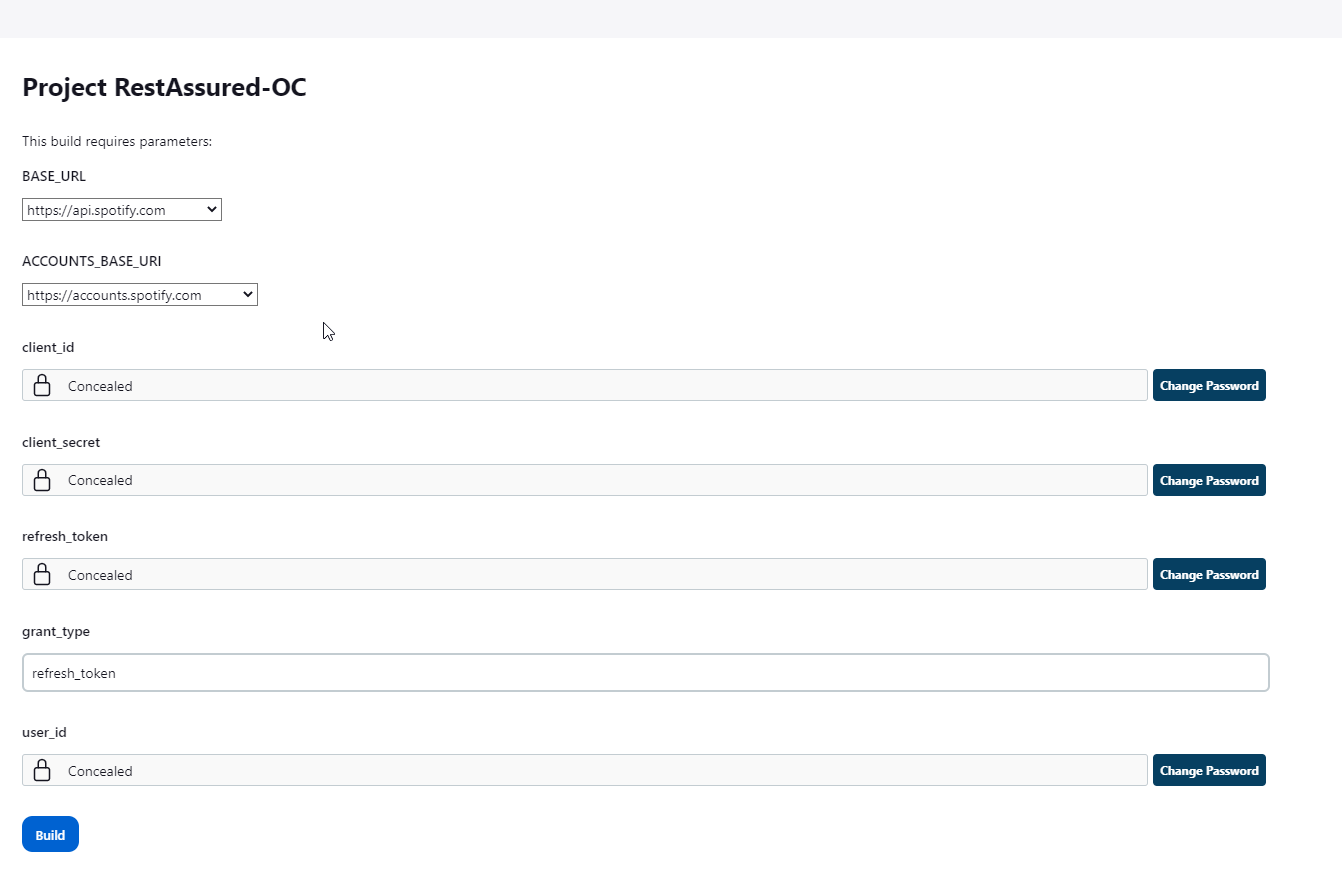 Project RestAssured-OC
This build requires parameters:
BASE_URL
https://api.spotify.com
ACCOUNTS_BASE_URI
https://accounts.spotify.com
client_id
Concealed
Change Password
client_secret
Concealed
Change Password
refresh_token
Concealed
Change Password
grant_type
refresh_token
user_id
Concealed
Change Password
Build